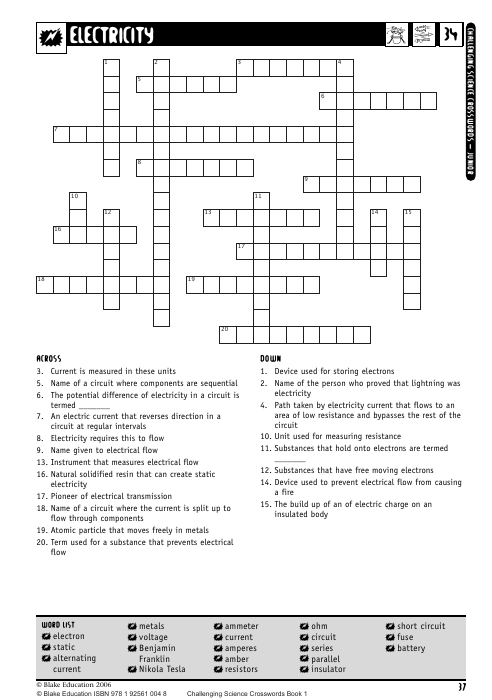 ELECTRICITY
34
CHALLENGING SCIENCE CROSSWORDS – JUNIOR
1
2
3
4
5
6
7
8
9
10
11
12
13
14
15
16
17
18
19
20
ACROSS
3. Current is measured in these units
5. Name of a circuit where components are sequential
6. The potential difference of electricity in a circuit is
termed _______
7. An electric current that reverses direction in a
circuit at regular intervals
8. Electricity requires this to flow
9. Name given to electrical flow
13. Instrument that measures electrical flow
16. Natural solidified resin that can create static
electricity
17. Pioneer of electrical transmission
18. Name of a circuit where the current is split up to
flow through components
19. Atomic particle that moves freely in metals
20. Term used for a substance that prevents electrical
flow
DOWN
1. Device used for storing electrons
2. Name of the person who proved that lightning was
electricity
4. Path taken by electricity current that flows to an
area of low resistance and bypasses the rest of the
circuit
10. Unit used for measuring resistance
11. Substances that hold onto electrons are termed
_______
12. Substances that have free moving electrons
14. Device used to prevent electrical flow from causing
a fire
15. The build up of an of electric charge on an
insulated body
WORD LIST
electron
static
alternating
current
metals
voltage
Benjamin
Franklin
Nikola Tesla
ammeter
current
amperes
amber
resistors
ohm
circuit
series
parallel
insulator
short circuit
fuse
battery
© Blake Education 2006
37
© Blake Education ISBN 978 1 92561 004 8 Challenging Science Crosswords Book 1